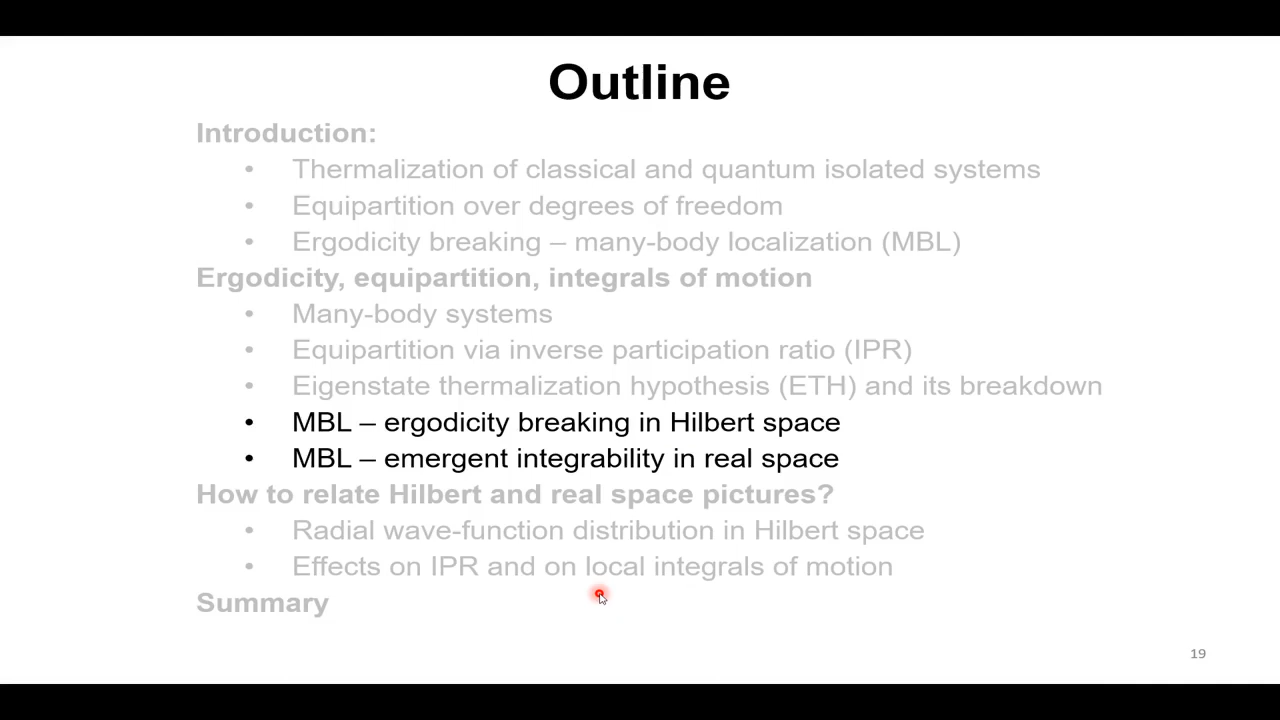 Outline
Introduction:
• Thermalization of classical and quantum isolated systems
• Equipartition over degrees of freedom
• Ergodicity breaking – many-body localization (MBL)
Ergodicity, equipartition, integrals of motion
• Many-body systems
• Equipartition via inverse participation ratio (IPR)
• Eigenstate thermalization hypothesis (ETH) and its breakdown
• MBL – ergodicity breaking in Hilbert space
• MBL – emergent integrability in real space
How to relate Hilbert and real space pictures?
• Radial wave-function distribution in Hilbert space
• Effects on IPR and on local integrals of motion
Summary
19